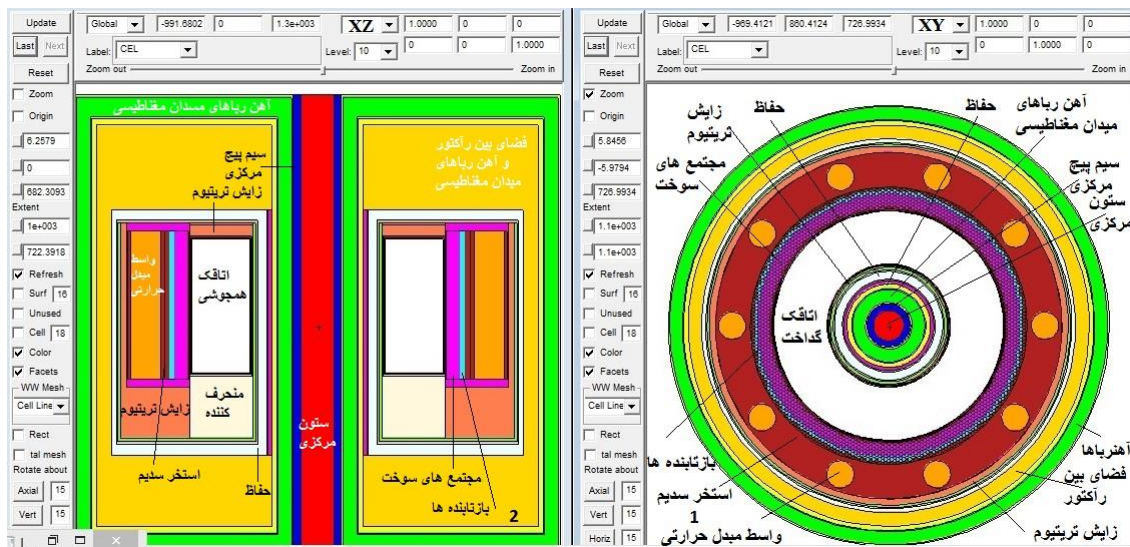 Update
Global
-991.6802
0
1.3e+003
XZ
1.0000
0
0
Last
Next
Label:
CEL
Level:
10
0
0
1.0000
Reset
Zoom out
Zoom in
Zoom
Origin
6.2579
0
682.3093
Extent
1e+003
722.3918
Refresh
Surf
16
Unused
Cell
18
Color
Facets
WW Mesh
Cell Line
Rect
tal mesh
Rotate about
Axial
15
Vert
15
آهن رباهای مسدان مغناطیسی
سیم پیچ
مرکزی
زایش تریتیوم
فضای بین رآکتور
و آهن رباهای
میدان مغناطیسی
واسط
مبدل
حرارتی
اتاقک
همجوشی
منحرف
کننده
زایش تریتیوم
ستون
مرکزی
استخر سدیم
حفاظ
مجتمع های سوخت
بازتابنده ها
2
Update
Global
-969.4121
860.4124
726.9934
XY
1.0000
0
0
Last
Next
Label:
CEL
Level:
10
0
1.0000
0
Reset
Zoom out
Zoom in
Zoom
Origin
5.8456
-5.9794
726.9934
Extent
1.1e+003
1.1e+003
Refresh
Surf
16
Unused
Cell
18
Color
Facets
WW Mesh
Cell Line
Rect
tal mesh
Rotate about
Axial
15
Vert
15
Horiz
15
زایش
تریتیوم
حفاظ
حفاظ
آهن رباهای
میدان مغناطیسی
مجتمع های
سوخت
سیم پیچ
مرکزی
ستون
مرکزی
اتاقک
گداخت
بازتابنده ها
استخر سدیم
1
واسط مبدل حرارتی
آهنرباها
فضای بین
رآکتور
زایش تریتیوم